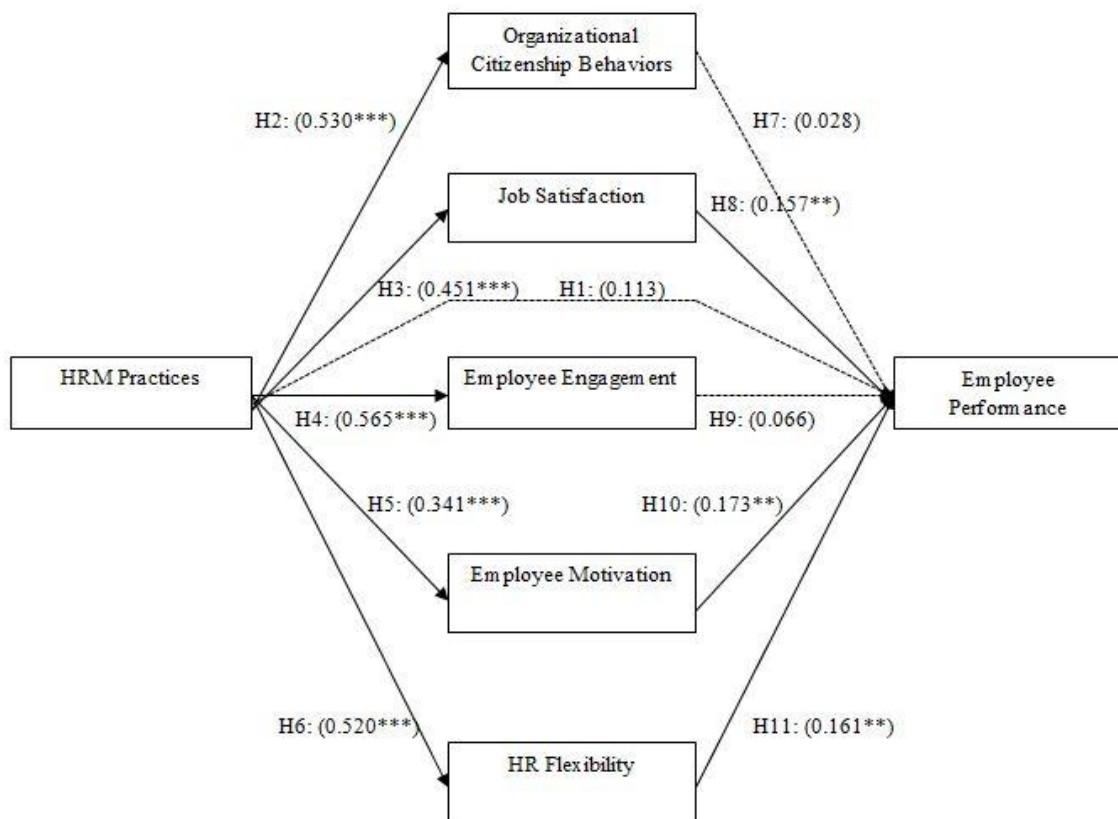 Organizational
Citizenship Behaviors
H2: (0.530***)
H7: (0.028)
Job Satisfaction
H8: (0.157**)
H3: (0.451***)
H1: (0.113)
HRM Practices
Employee Engagement
Employee
Performance
H4: (0.565***)
H9: (0.066)
H5: (0.341***)
H10: (0.173**)
Employee Motivation
H6: (0.520***)
H11: (0.161**)
HR Flexibility